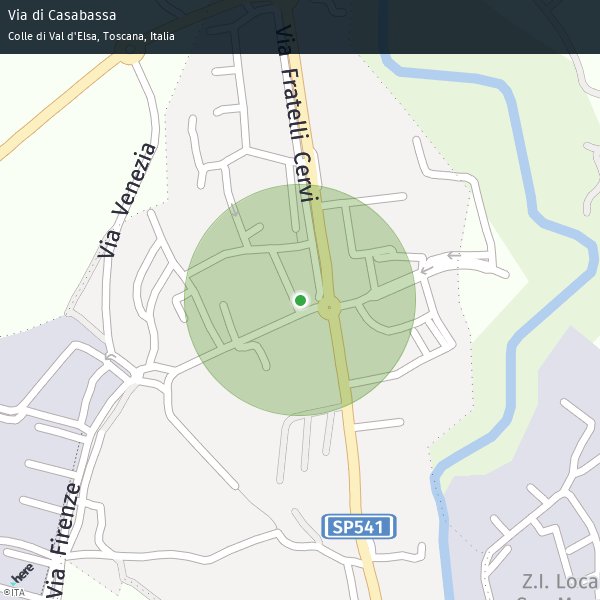 Via di Casabassa
Colle di Val d'Elsa, Toscana, Italia
Via Fratelli Cervi
Via Venezia
SP541
Via Firenze
Z.I. Loca
here
©ITA